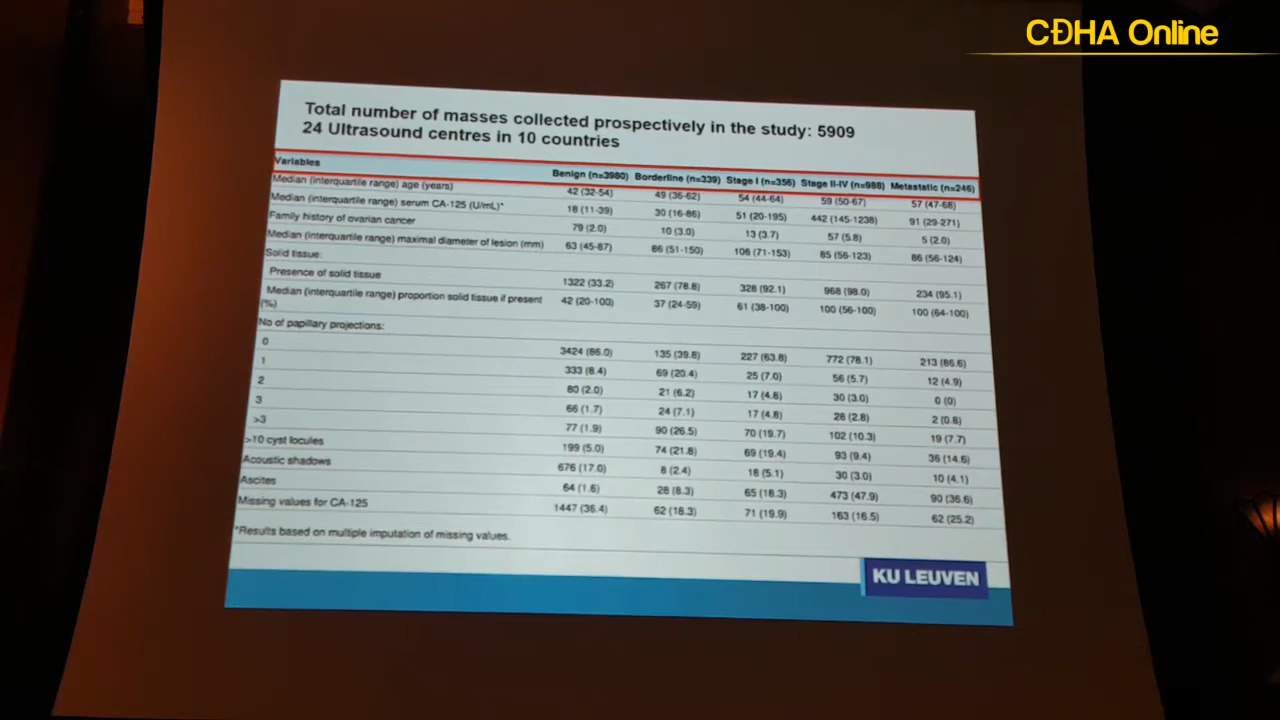 CĐHA Online
Total number of masses collected prospectively in the study: 5909
24 Ultrasound centres in 10 countries
Variables Benign (n=3980) Borderline (n=339) Stage I (n=356) Stage II-IV (n=988) Metastatic (n=246)
Median (interquartile range) age (years) 42 (32-54) 49 (36-62) 54 (44-64) 59 (50-67) 57 (47-68)
Median (interquartile range) serum CA-125 (U/mL)* 18 (11-39) 30 (16-86) 51 (20-195) 442 (145-1238) 91 (29-271)
Family history of ovarian cancer 79 (2.0) 10 (3.0) 13 (3.7) 57 (5.8) 5 (2.0)
Median (interquartile range) maximal diameter of lesion (mm) 63 (45-87) 86 (51-150) 106 (71-153) 85 (56-123) 86 (56-124)
Solid tissue:
Presence of solid tissue 1322 (33.2) 267 (78.8) 328 (92.1) 968 (98.0) 234 (95.1)
Median (interquartile range) proportion solid tissue if present 42 (20-100) 37 (24-59) 61 (38-100) 100 (56-100) 100 (64-100)
(%)
No of papillary projections:
0 3424 (86.0) 135 (39.8) 227 (63.8) 772 (78.1) 213 (86.6)
1 333 (8.4) 69 (20.4) 25 (7.0) 56 (5.7) 12 (4.9)
2 80 (2.0) 21 (6.2) 17 (4.8) 30 (3.0) 0 (0)
3 66 (1.7) 24 (7.1) 17 (4.8) 28 (2.8) 2 (0.8)
>3 77 (1.9) 90 (26.5) 70 (19.7) 102 (10.3) 19 (7.7)
>10 cyst locules 199 (5.0) 74 (21.8) 69 (19.4) 93 (9.4) 36 (14.6)
Acoustic shadows 676 (17.0) 8 (2.4) 18 (5.1) 30 (3.0) 10 (4.1)
Ascites 64 (1.6) 28 (8.3) 65 (18.3) 473 (47.9) 90 (36.6)
Missing values for CA-125 1447 (36.4) 62 (18.3) 71 (19.9) 163 (16.5) 62 (25.2)
*Results based on multiple imputation of missing values.
KU LEUVEN